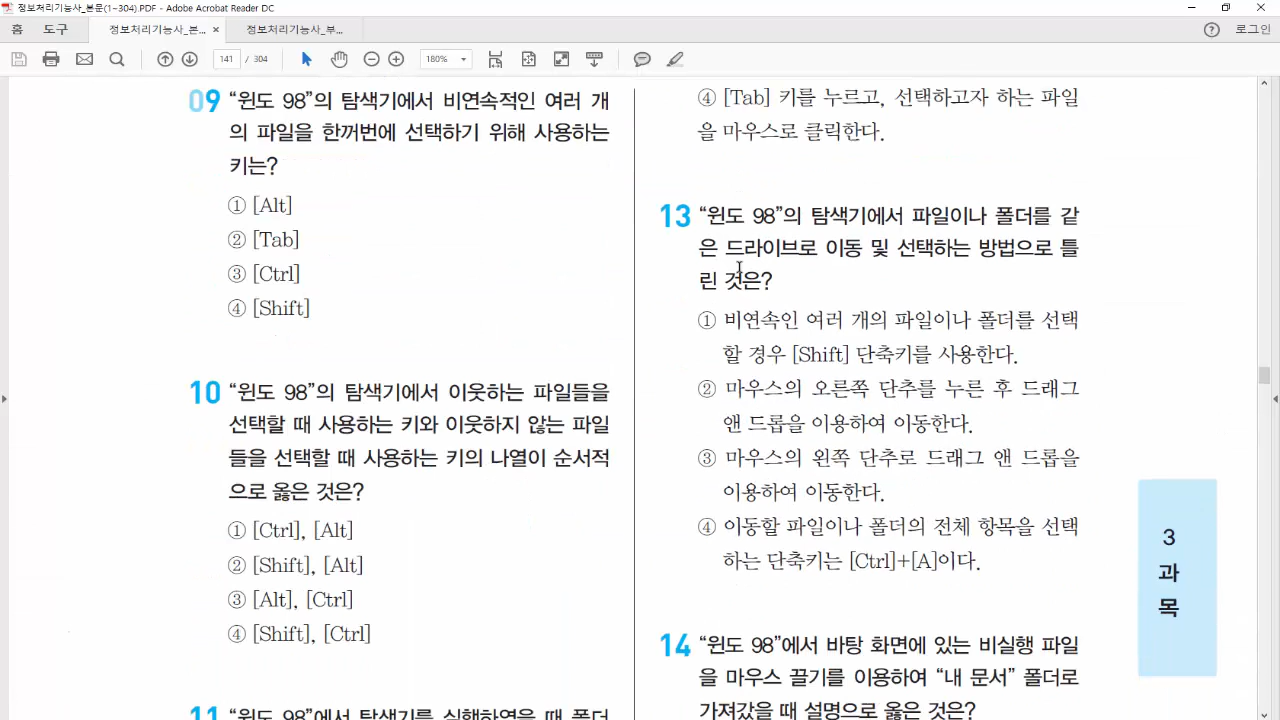 정보처리기능사_본문(1~304).PDF - Adobe Acrobat Reader DC
홈 도구 정보처리기능사_본... × 정보처리기능사_부... 로그인
141 / 304 180%
09 “윈도 98”의 탐색기에서 비연속적인 여러 개
의 파일을 한꺼번에 선택하기 위해 사용하는
키는?
① [Alt]
② [Tab]
③ [Ctrl]
④ [Shift]
10 “윈도 98”의 탐색기에서 이웃하는 파일들을
선택할 때 사용하는 키와 이웃하지 않는 파일
들을 선택할 때 사용하는 키의 나열이 순서적
으로 옳은 것은?
① [Ctrl], [Alt]
② [Shift], [Alt]
③ [Alt], [Ctrl]
④ [Shift], [Ctrl]
11 “윈도 98”에서 탐색기를 실행하였을 때 폴더
④ [Tab] 키를 누르고, 선택하고자 하는 파일
을 마우스로 클릭한다.
13 “윈도 98”의 탐색기에서 파일이나 폴더를 같
은 드라이브로 이동 및 선택하는 방법으로 틀
린 것은?
① 비연속인 여러 개의 파일이나 폴더를 선택
할 경우 [Shift] 단축키를 사용한다.
② 마우스의 오른쪽 단추를 누른 후 드래그
앤 드롭을 이용하여 이동한다.
③ 마우스의 왼쪽 단추로 드래그 앤 드롭을
이용하여 이동한다.
④ 이동할 파일이나 폴더의 전체 항목을 선택
하는 단축키는 [Ctrl]+[A]이다.
14 “윈도 98”에서 바탕 화면에 있는 비실행 파일
을 마우스 끌기를 이용하여 “내 문서” 폴더로
가져갔을 때 설명으로 옳은 것은?
3
과
목